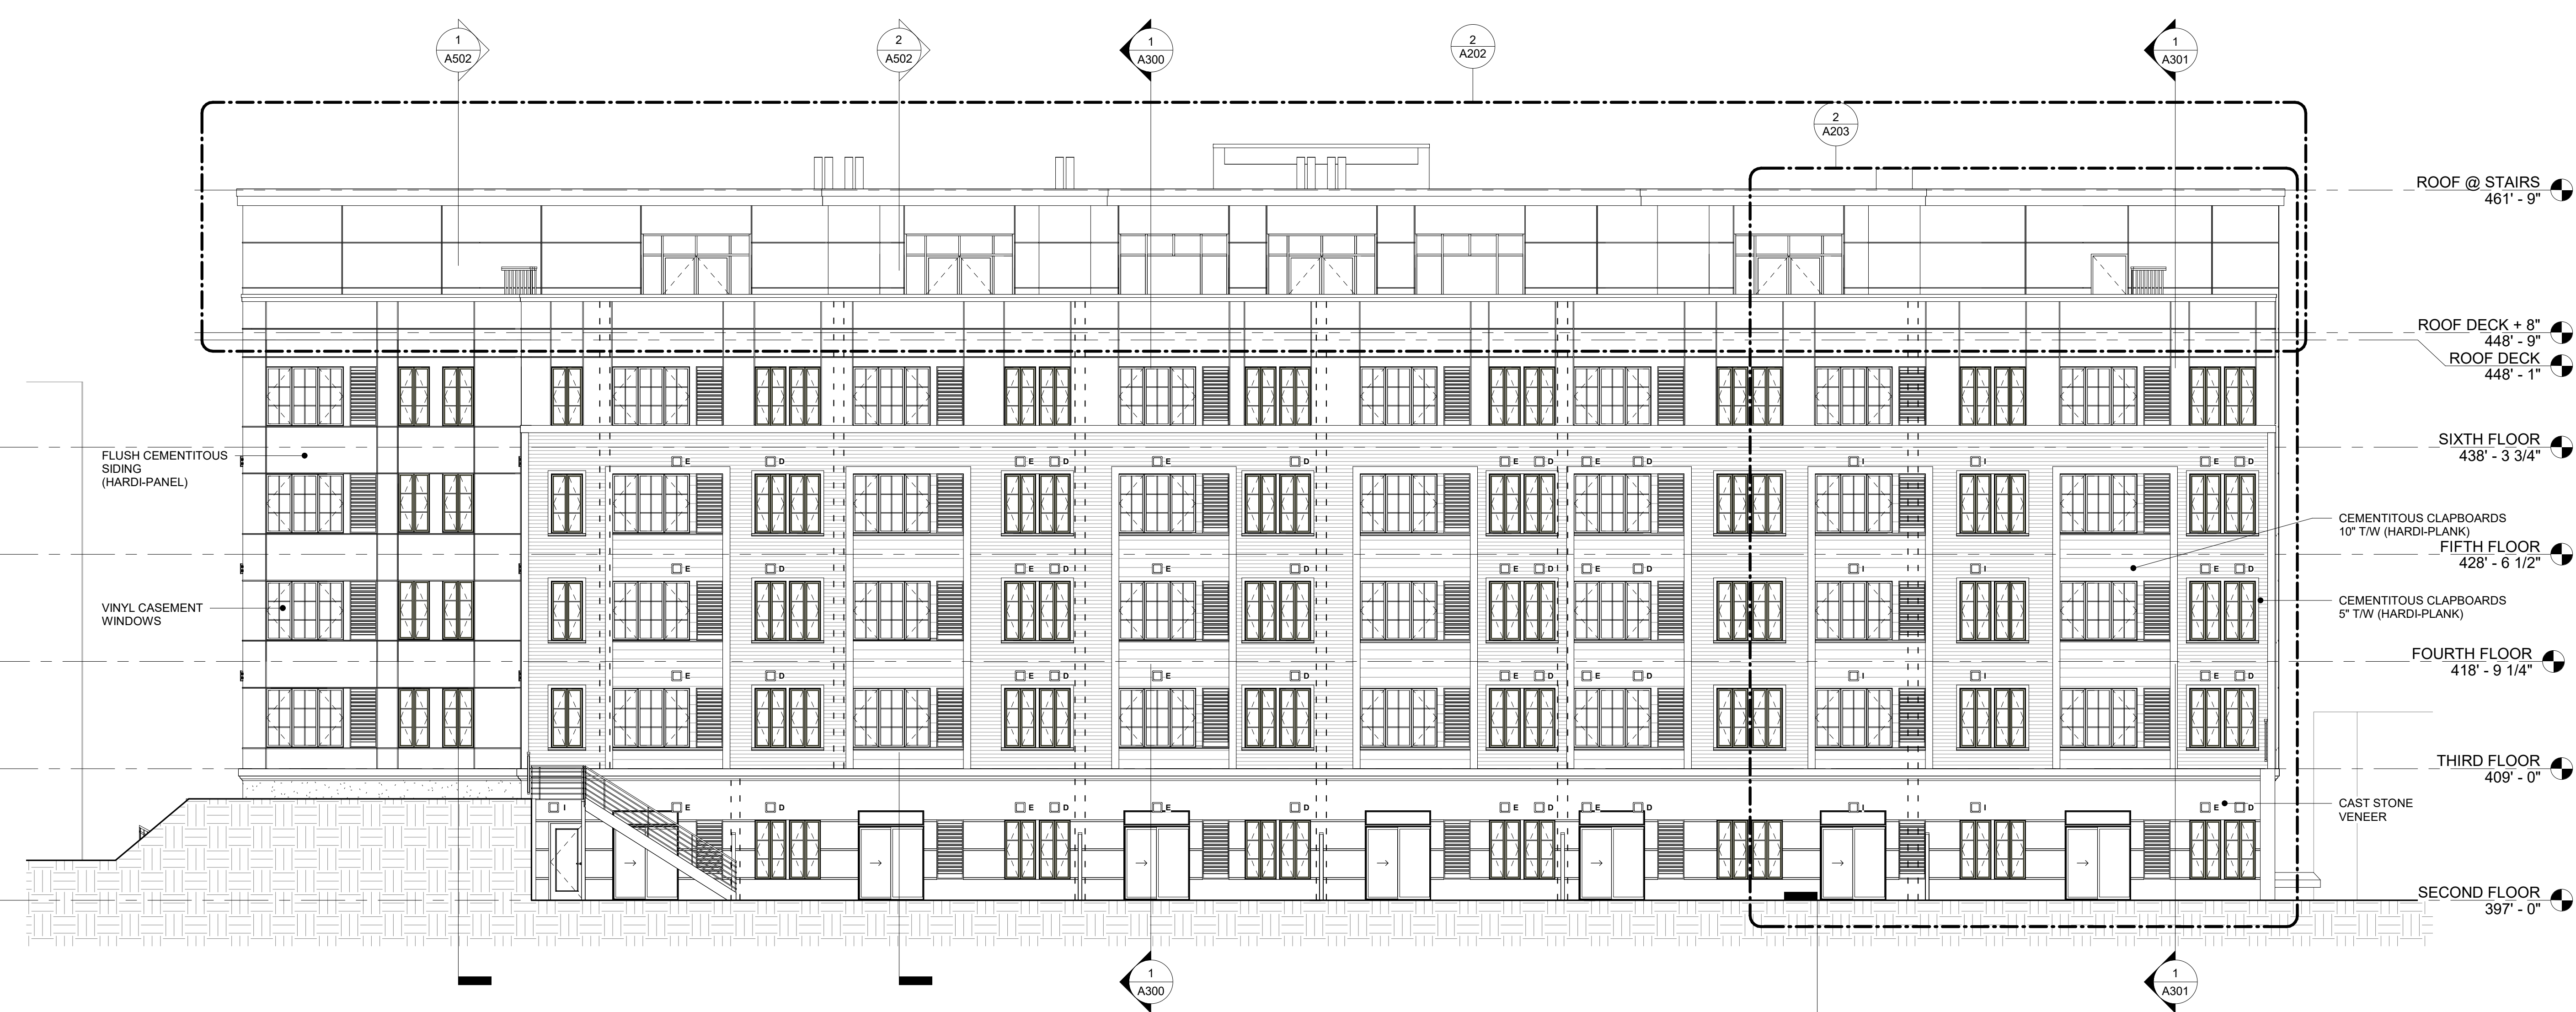 1
A502
2
A502
1
A300
2
A202
1
A301
2
A203
ROOF @ STAIRS
461' - 9"
ROOF DECK + 8"
448' - 9"
ROOF DECK
448' - 1"
SIXTH FLOOR
438' - 3 3/4"
FLUSH CEMENTITOUS
SIDING
(HARDI-PANEL)
E D E D E D E D E D I I E D
CEMENTITOUS CLAPBOARDS
10" T/W (HARDI-PLANK)
FIFTH FLOOR
428' - 6 1/2"
E D E D E D E D E D I I E D
VINYL CASEMENT
WINDOWS
CEMENTITOUS CLAPBOARDS
5" T/W (HARDI-PLANK)
FOURTH FLOOR
418' - 9 1/4"
E D E D E D E D E D I I E D
THIRD FLOOR
409' - 0"
I E D E D E D E D E D I I E D
CAST STONE
VENEER
SECOND FLOOR
397' - 0"
1
A300
1
A301